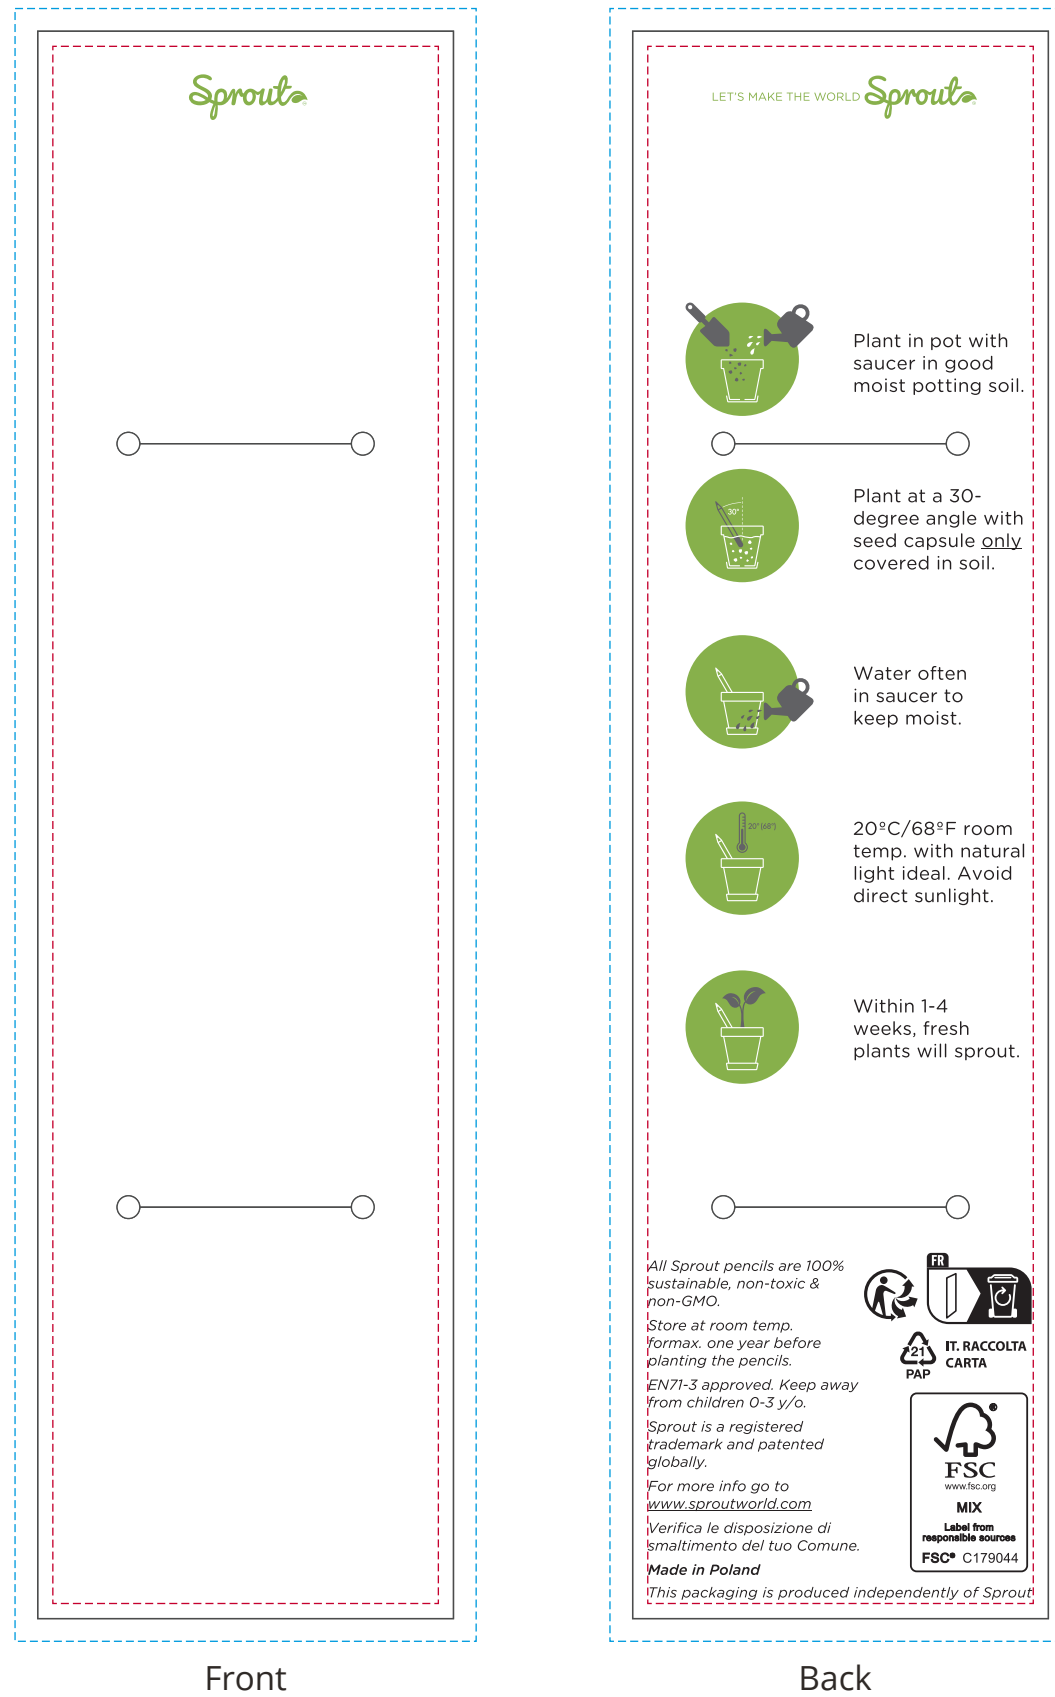 Sprout
LET'S MAKE THE WORLD Sprout
Plant in pot with
saucer in good
moist potting soil.
30°
Plant at a 30-
degree angle with
seed capsule only
covered in soil.
Water often
in saucer to
keep moist.
20° (68°)
20ºC/68ºF room
temp. with natural
light ideal. Avoid
direct sunlight.
Within 1-4
weeks, fresh
plants will sprout.
All Sprout pencils are 100%
sustainable, non-toxic &
non-GMO.
Store at room temp.
formax. one year before
planting the pencils.
EN71-3 approved. Keep away
from children 0-3 y/o.
Sprout is a registered
trademark and patented
globally.
For more info go to
www.sproutworld.com
Verifica le disposizione di
smaltimento del tuo Comune.
Made in Poland
This packaging is produced independently of Sprout
FR
21
PAP
IT. RACCOLTA
CARTA
FSC
www.fsc.org
MIX
Label from
responsible sources
FSC® C179044
Front
Back